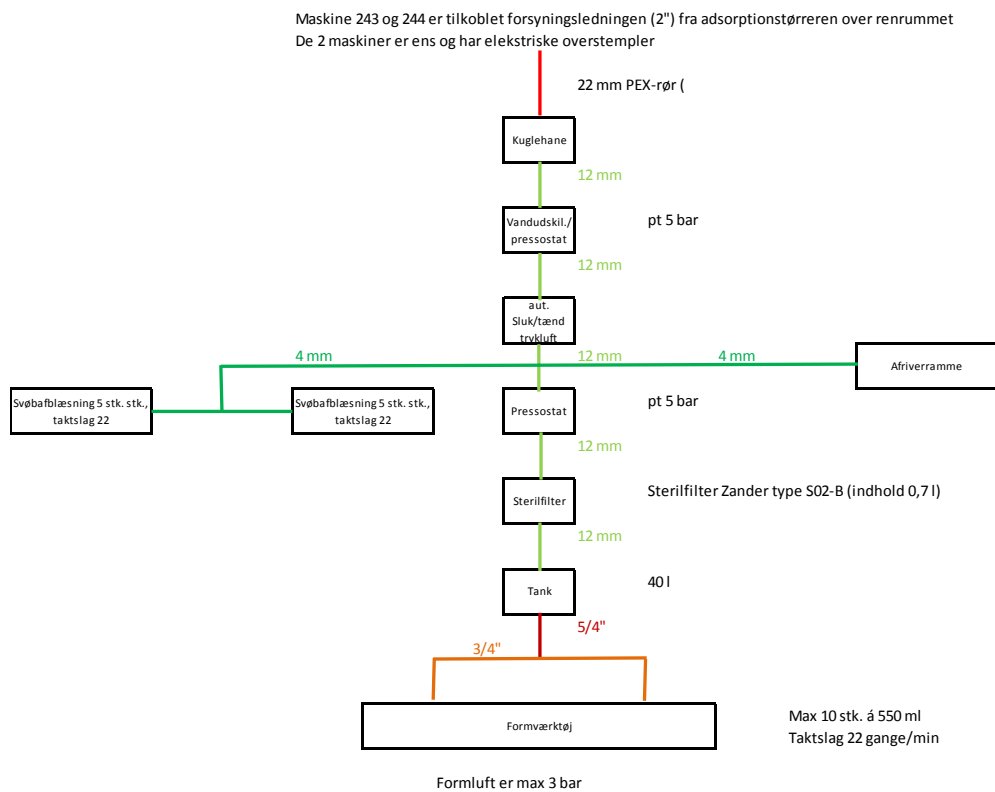 Maskine 243 og 244 er tilkoblet forsyningsledningen (2") fra adsorptionstørreren over renrummet
De 2 maskiner er ens og har elekstriske overstempler
22 mm PEX-rør (
Kuglehane
12 mm
Vandudskil./
pressostat
pt 5 bar
12 mm
aut.
Sluk/tænd
trykluft
4 mm
12 mm
4 mm
Afriverramme
Svøbafblæsning 5 stk. stk.,
taktslag 22
Svøbafblæsning 5 stk. stk.,
taktslag 22
Pressostat
pt 5 bar
12 mm
Sterilfilter
Sterilfilter Zander type S02-B (indhold 0,7 l)
12 mm
Tank
40 l
5/4"
3/4"
Formværktøj
Max 10 stk. á 550 ml
Taktslag 22 gange/min
Formluft er max 3 bar